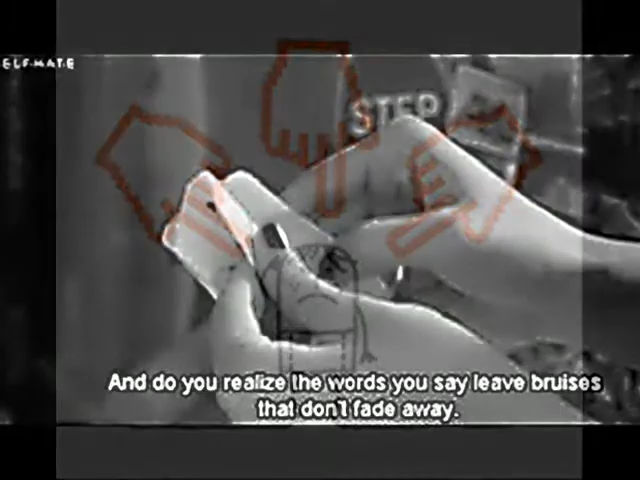 ELF-MATE
STEP
And do you realize the words you say leave bruises
that don't fade away.